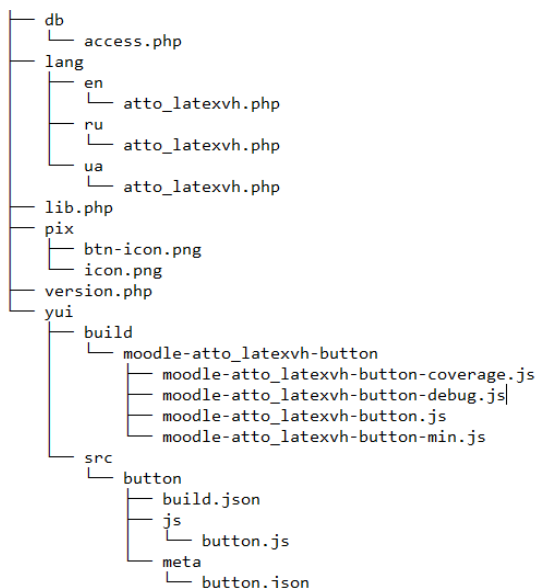 ├── db
│   └── access.php
├── lang
│   ├── en
│   │   └── atto_latexvh.php
│   ├── ru
│   │   └── atto_latexvh.php
│   └── ua
│       └── atto_latexvh.php
├── lib.php
├── pix
│   ├── btn-icon.png
│   └── icon.png
├── version.php
└── yui
    ├── build
    │   └── moodle-atto_latexvh-button
    │       ├── moodle-atto_latexvh-button-coverage.js
    │       ├── moodle-atto_latexvh-button-debug.js
    │       ├── moodle-atto_latexvh-button.js
    │       └── moodle-atto_latexvh-button-min.js
    └── src
        └── button
            ├── build.json
            ├── js
            │   └── button.js
            └── meta
                └── button.json